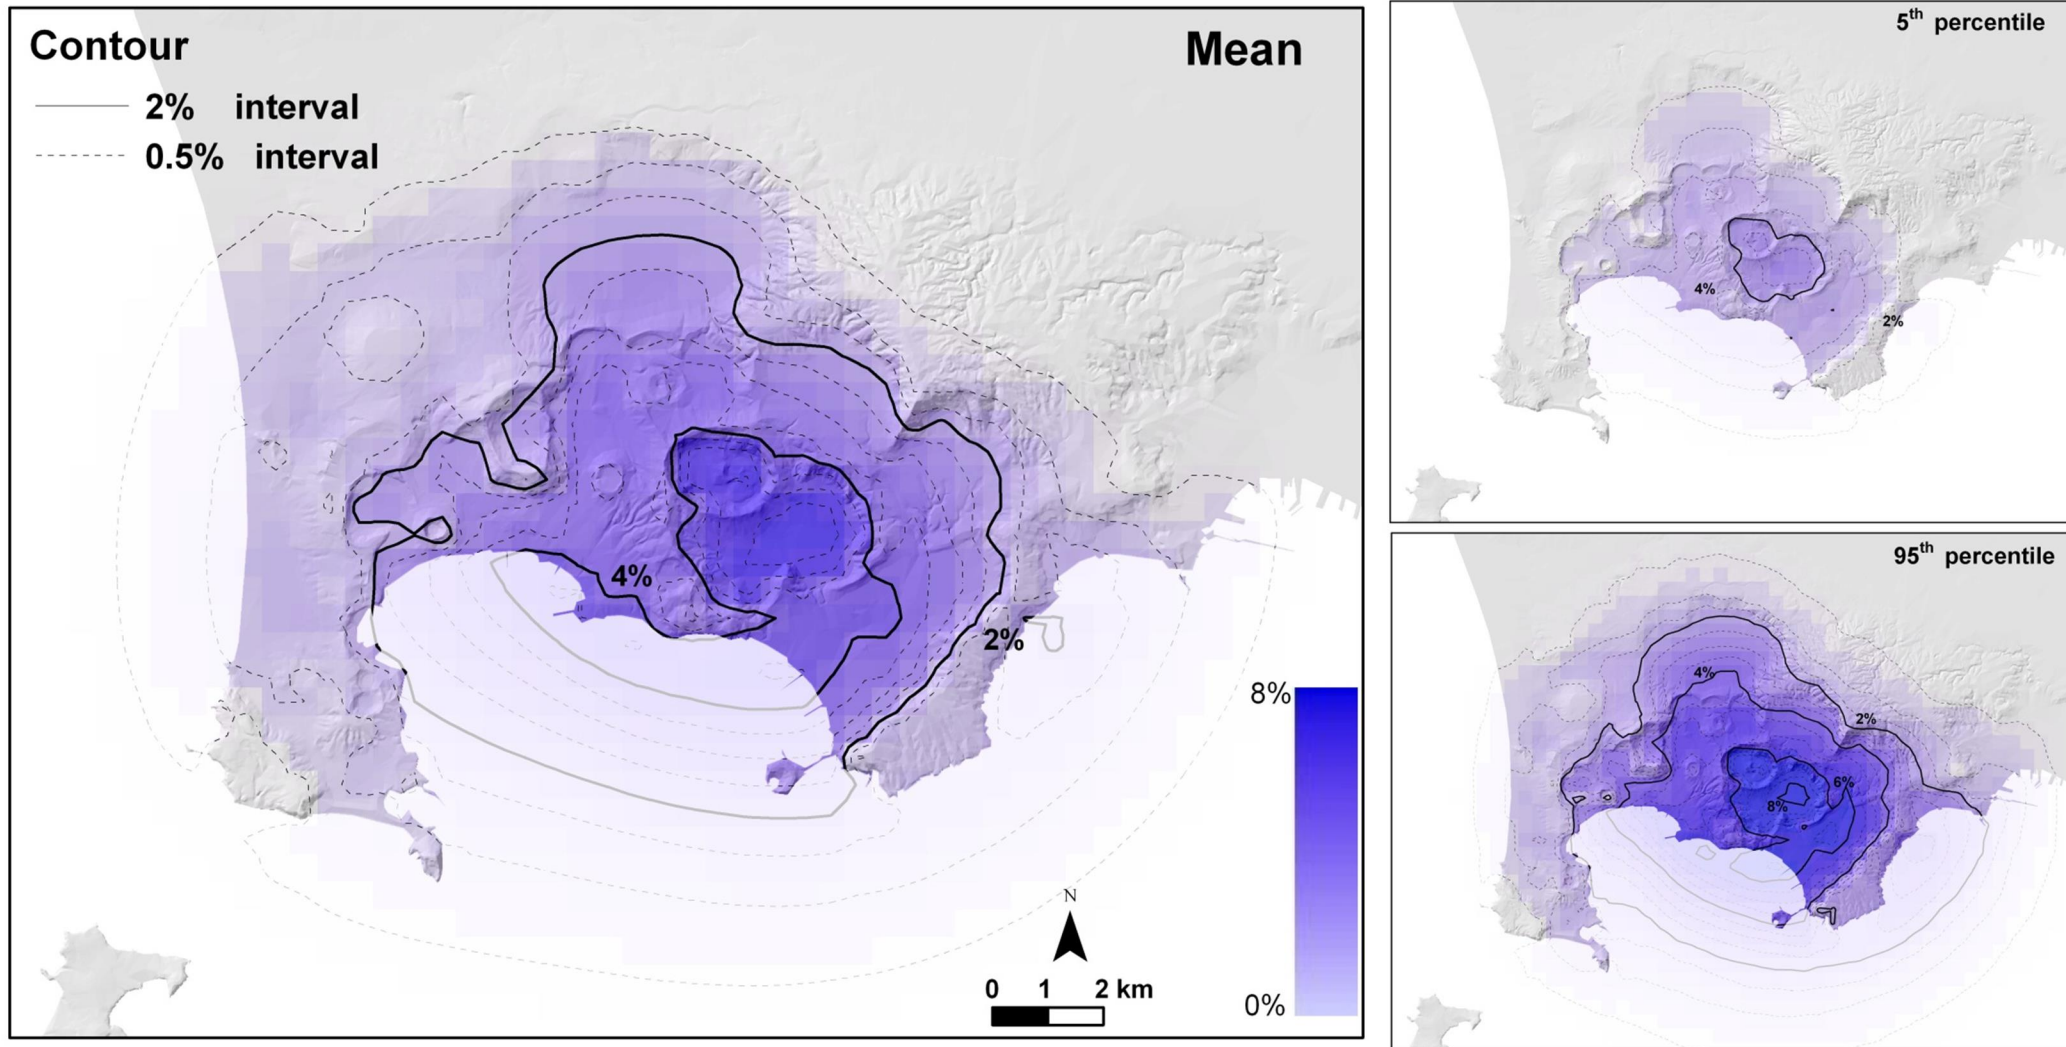 Contour
2% interval
0.5% interval
Mean
4%
2%
8%
0%
N
0 1 2 km
5th percentile
4%
2%
95th percentile
4%
2%
6%
8%